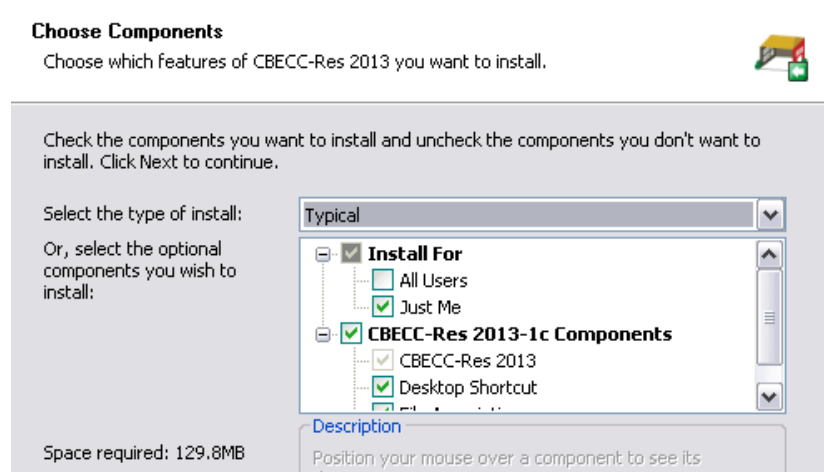 Choose Components
Choose which features of CBECC-Res 2013 you want to install.
Check the components you want to install and uncheck the components you don't want to
install. Click Next to continue.
Select the type of install:
Typical
Or, select the optional
components you wish to
install:
Install For
All Users
Just Me
CBECC-Res 2013-1c Components
CBECC-Res 2013
Desktop Shortcut
Description
Space required: 129.8MB
Position your mouse over a component to see its